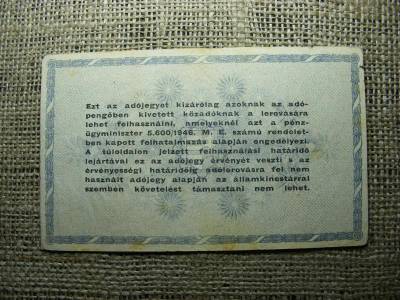 Ezt az adójegyet kizárólag azoknak az adó-
pengőben kivetett közadóknak a lerovására
lehet felhasználni, amelyeknél azt a pénz-
ügyminiszter 5.600/1946. M. E. számú rendelet-
ben kapott felhatalmazás alapján engedélyezi.
A túloldalon jelzett felhasználási határidő
lejártával ez az adójegy érvényét veszti s az
érvényességi határidőig adólerovásra fel nem
használt adójegy alapján az államkincstárral
szemben követelést támasztani nem lehet.